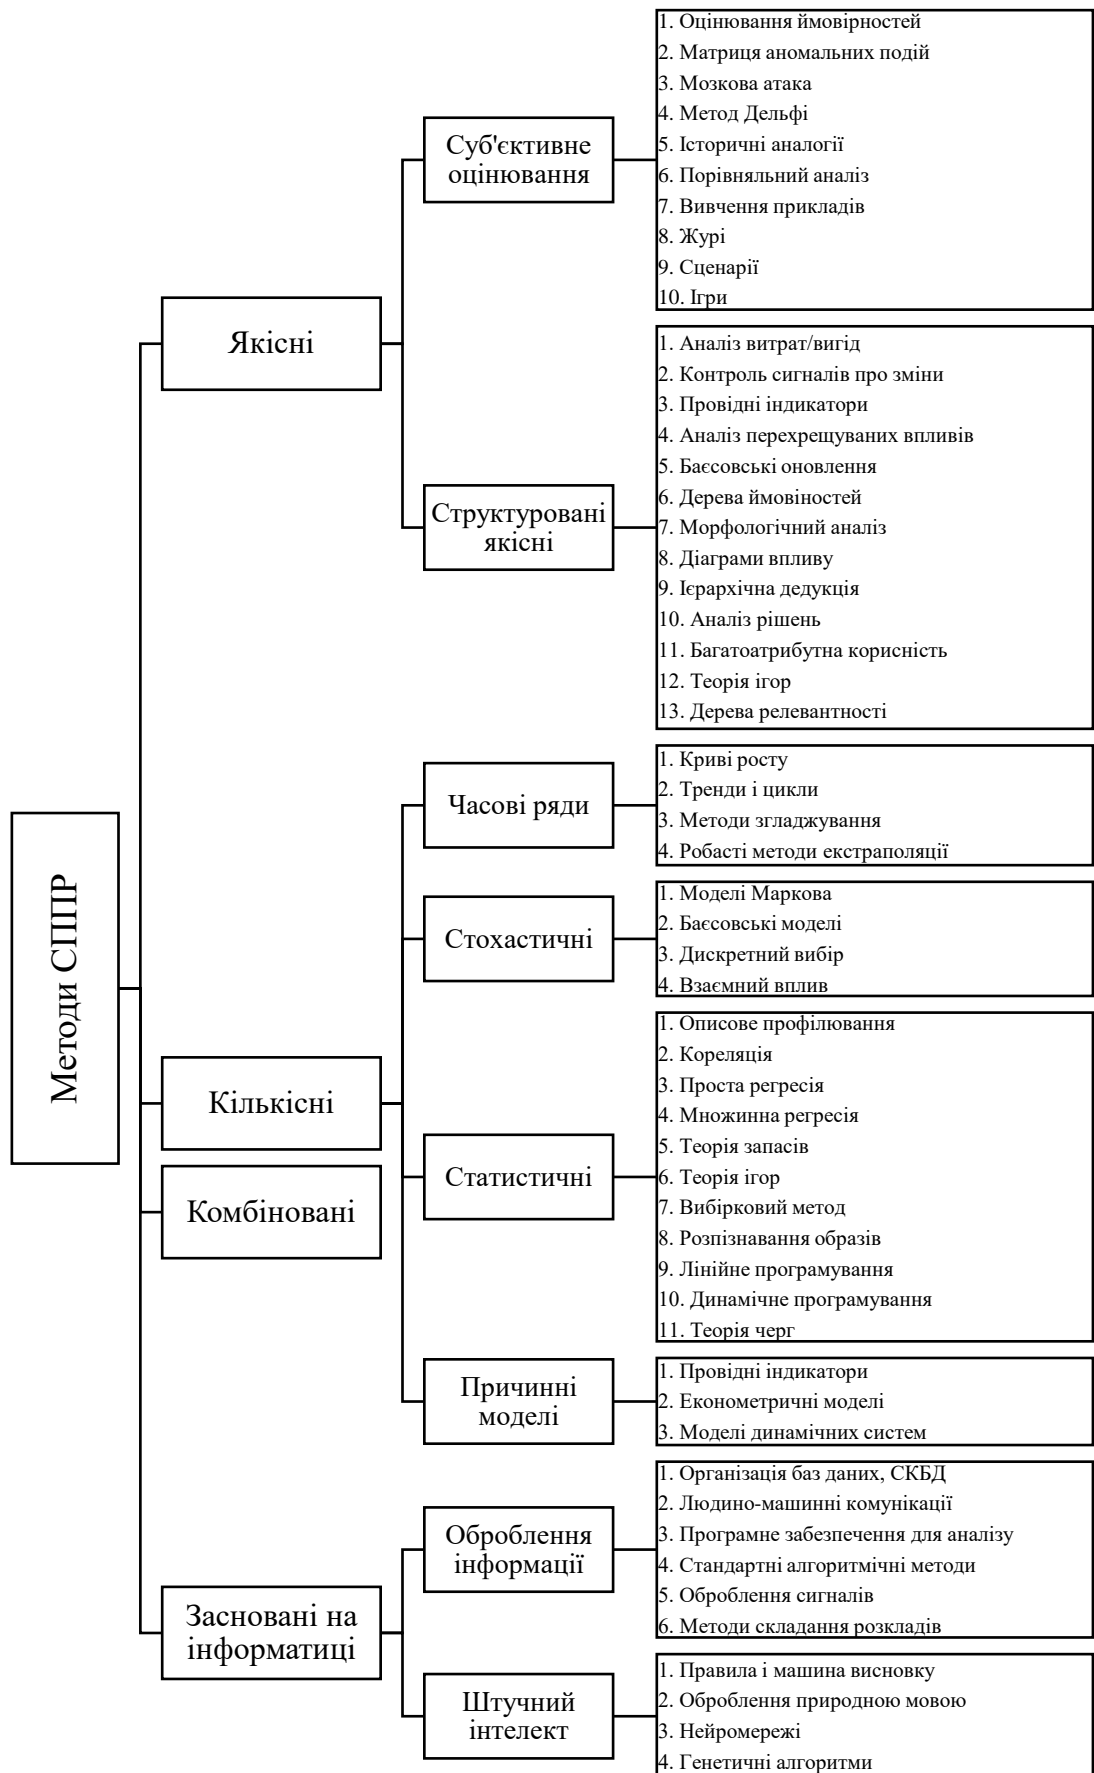 Методи СППР
Якісні
Суб'єктивне
оцінювання
1. Оцінювання ймовірностей
2. Матриця аномальних подій
3. Мозкова атака
4. Метод Дельфі
5. Історичні аналогії
6. Порівняльний аналіз
7. Вивчення прикладів
8. Журі
9. Сценарії
10. Ігри
Структуровані
якісні
1. Аналіз витрат/вигід
2. Контроль сигналів про зміни
3. Провідні індикатори
4. Аналіз перехрещуваних впливів
5. Баєсовські оновлення
6. Дерева ймовіностей
7. Морфологічний аналіз
8. Діаграми впливу
9. Ієрархічна дедукція
10. Аналіз рішень
11. Багатоатрибутна корисність
12. Теорія ігор
13. Дерева релевантності
Кількісні
Часові ряди
1. Криві росту
2. Тренди і цикли
3. Методи згладжування
4. Робасті методи екстраполяції
Стохастичні
1. Моделі Маркова
2. Баєсовські моделі
3. Дискретний вибір
4. Взаємний вплив
Статистичні
1. Описове профілювання
2. Кореляція
3. Проста регресія
4. Множинна регресія
5. Теорія запасів
6. Теорія ігор
7. Вибірковий метод
8. Розпізнавання образів
9. Лінійне програмування
10. Динамічне програмування
11. Теорія черг
Причинні
моделі
1. Провідні індикатори
2. Економетричні моделі
3. Моделі динамічних систем
Комбіновані
Засновані на
інформатиці
Оброблення
інформації
1. Організація баз даних, СКБД
2. Людино-машинні комунікації
3. Програмне забезпечення для аналізу
4. Стандартні алгоритмічні методи
5. Оброблення сигналів
6. Методи складання розкладів
Штучний
інтелект
1. Правила і машина висновку
2. Оброблення природною мовою
3. Нейромережі
4. Генетичні алгоритми